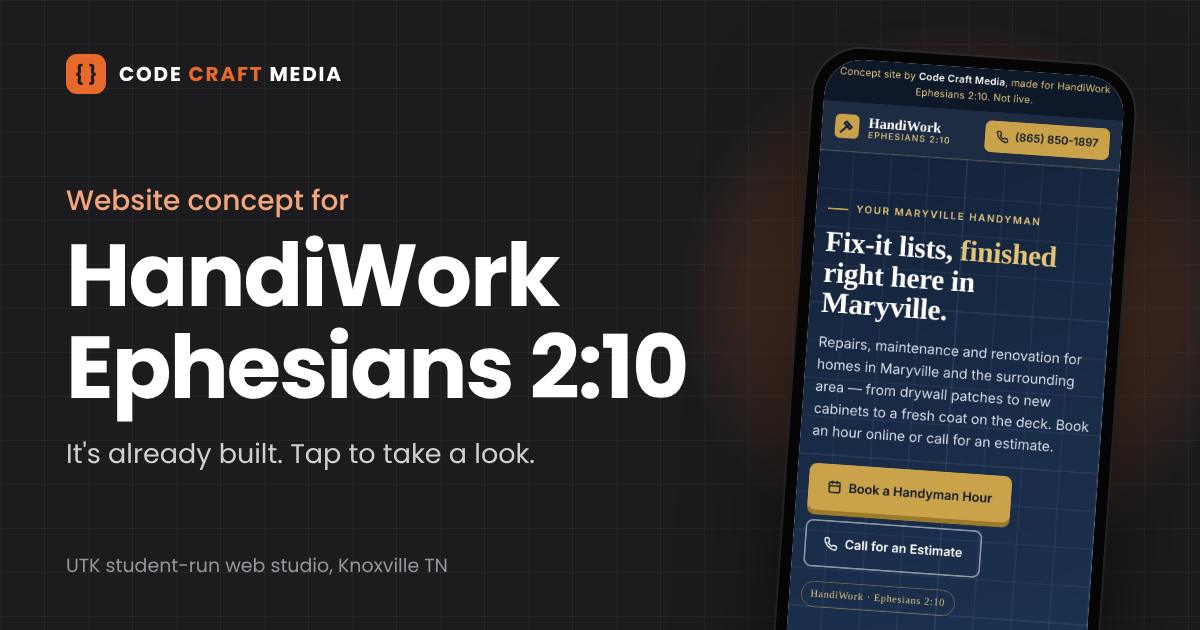 { } CODE CRAFT MEDIA
Website concept for
HandiWork
Ephesians 2:10
It's already built. Tap to take a look.
UTK student-run web studio, Knoxville TN
Concept site by Code Craft Media, made for HandiWork
Ephesians 2:10. Not live.
HandiWork
EPHESIANS 2:10
(865) 850-1897
YOUR MARYVILLE HANDYMAN
Fix-it lists, finished
right here in
Maryville.
Repairs, maintenance and renovation for
homes in Maryville and the surrounding
area — from drywall patches to new
cabinets to a fresh coat on the deck. Book
an hour online or call for an estimate.
Book a Handyman Hour
Call for an Estimate
HandiWork · Ephesians 2:10